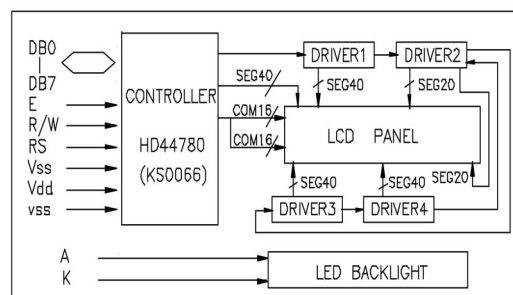 DB0
|
DB7
E
R/W
RS
Vss
Vdd
vss
CONTROLLER
HD44780
(KS0066)
DRIVER1
DRIVER2
SEG40
SEG40
SEG20
COM16
COM16
LCD PANEL
SEG40
SEG40
SEG20
DRIVER3
DRIVER4
A
K
LED BACKLIGHT